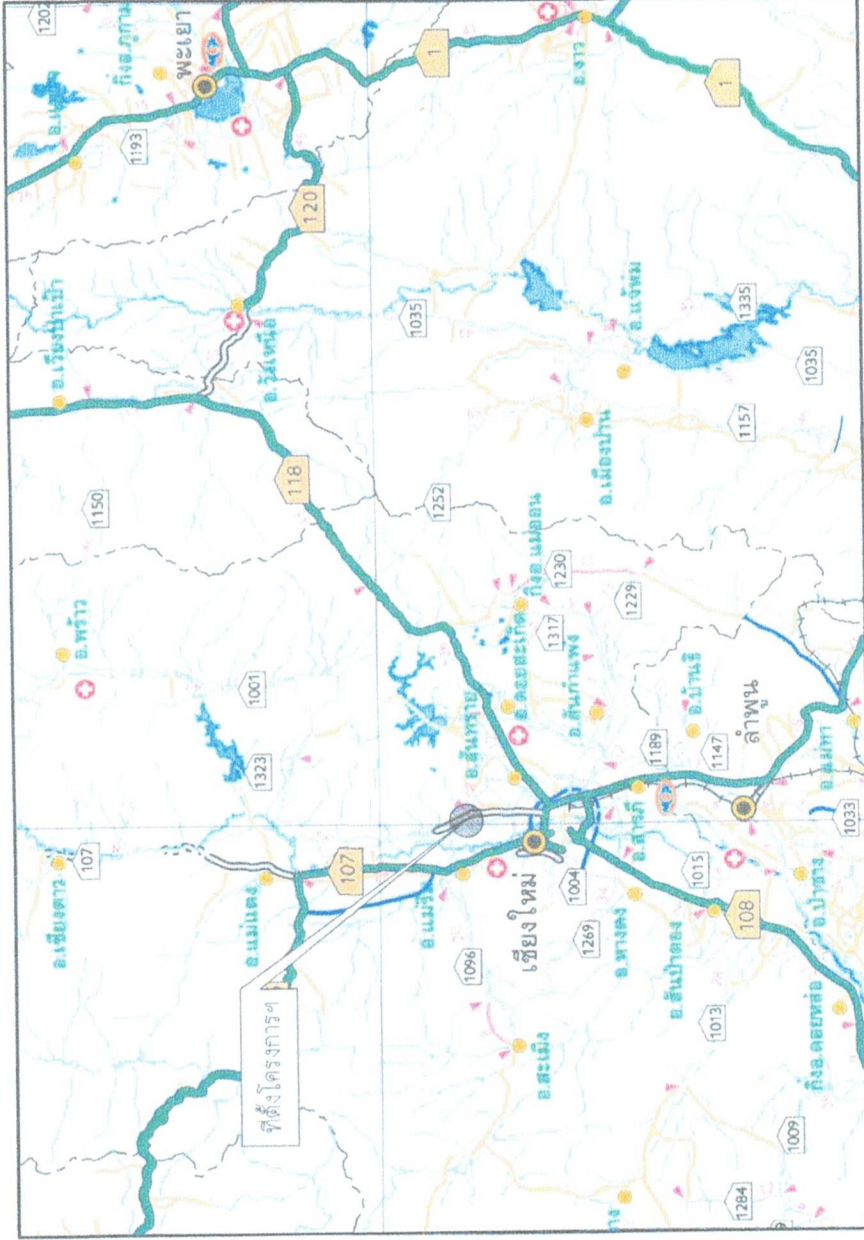 1202
กิ่งอ.ภูกาม
พะเยา
1193
1
อ.งาว
1
120
อ.เวียงป่าเป้า
อ.วังเหนือ
1035
อ.แจ้ห่ม
1335
1035
118
1150
1252
อ.เมืองปาน
1157
อ.พร้าว
1001
1323
อ.สันทราย
อ.ดอยสะเก็ด
กิ่งอ.แม่ออน
1230
1317
1229
อ.สันกำแพง
อ.บ้านธิ
1189
1147
ลำพูน
อ.แม่ทา
อ.เชียงดาว
107
อ.แม่แตง
107
อ.แม่ริม
เชียงใหม่
1004
อ.สารภี
1015
1033
ที่ตั้งโครงการฯ
1096
1269
อ.หางดง
อ.สันป่าตอง
108
อ.ป่าซาง
อ.สะเมิง
1013
กิ่งอ.ดอยหล่อ
1009
1284